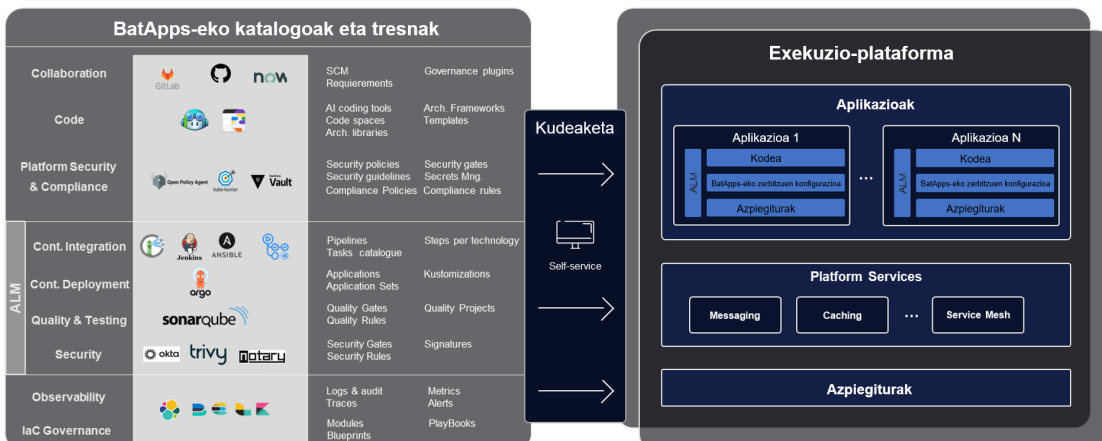 BatApps-eko katalogoak eta tresnak
Collaboration
GitLab
now
SCM
Requierements
Governance plugins
Code
AI coding tools
Code spaces
Arch. libraries
Arch. Frameworks
Templates
Platform Security
& Compliance
Open Policy Agent
kube-hunter
HashiCorp
Vault
Security policies
Security guidelines
Compliance Policies
Security gates
Secrets Mng.
Compliance rules
ALM
Cont. Integration
Jenkins
ANSIBLE
Pipelines
Tasks catalogue
Steps per technology
Cont. Deployment
argo
Applications
Application Sets
Kustomizations
Quality & Testing
sonarqube
Quality Gates
Quality Rules
Quality Projects
Security
okta
trivy
notary
Security Gates
Security Rules
Signatures
Observability
Logs & audit
Traces
Metrics
Alerts
IaC Governance
Modules
Blueprints
PlayBooks
Kudeaketa
Self-service
Exekuzio-plataforma
Aplikazioak
Aplikazioa 1
ALM
Kodea
BatApps-eko zerbitzuen konfigurazioa
Azpiegiturak
...
Aplikazioa N
ALM
Kodea
BatApps-eko zerbitzuen konfigurazioa
Azpiegiturak
Platform Services
Messaging
Caching
...
Service Mesh
Azpiegiturak